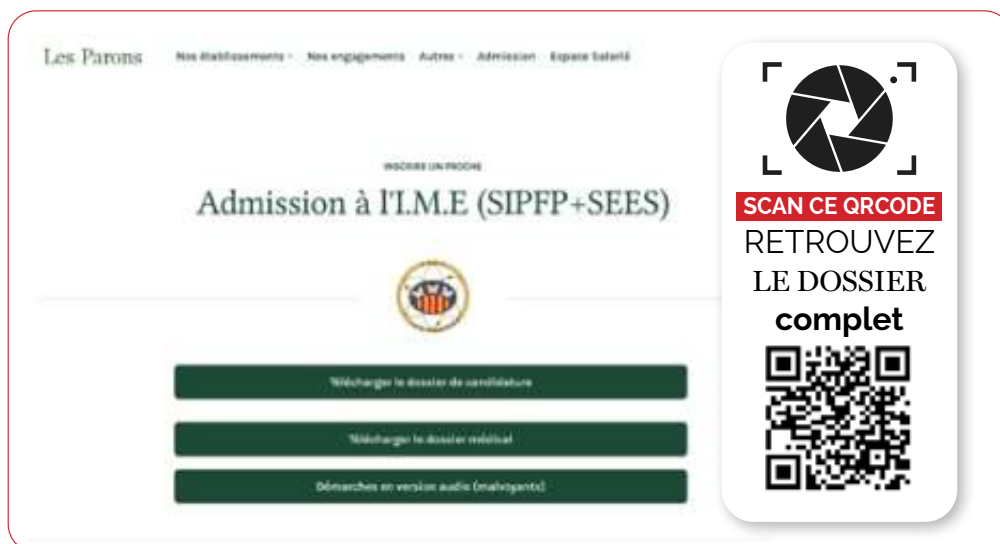 Les Parons
Nos établissements Nos engagements Autres Admission Espace Salarié
INSCRIRE UN PROCHE
Admission à l'I.M.E (SIPFP+SEES)
Télécharger le dossier de candidature
Télécharger le dossier médical
Démarches en version audio (malvoyants)
SCAN CE QRCODE
RETROUVEZ
LE DOSSIER
complet